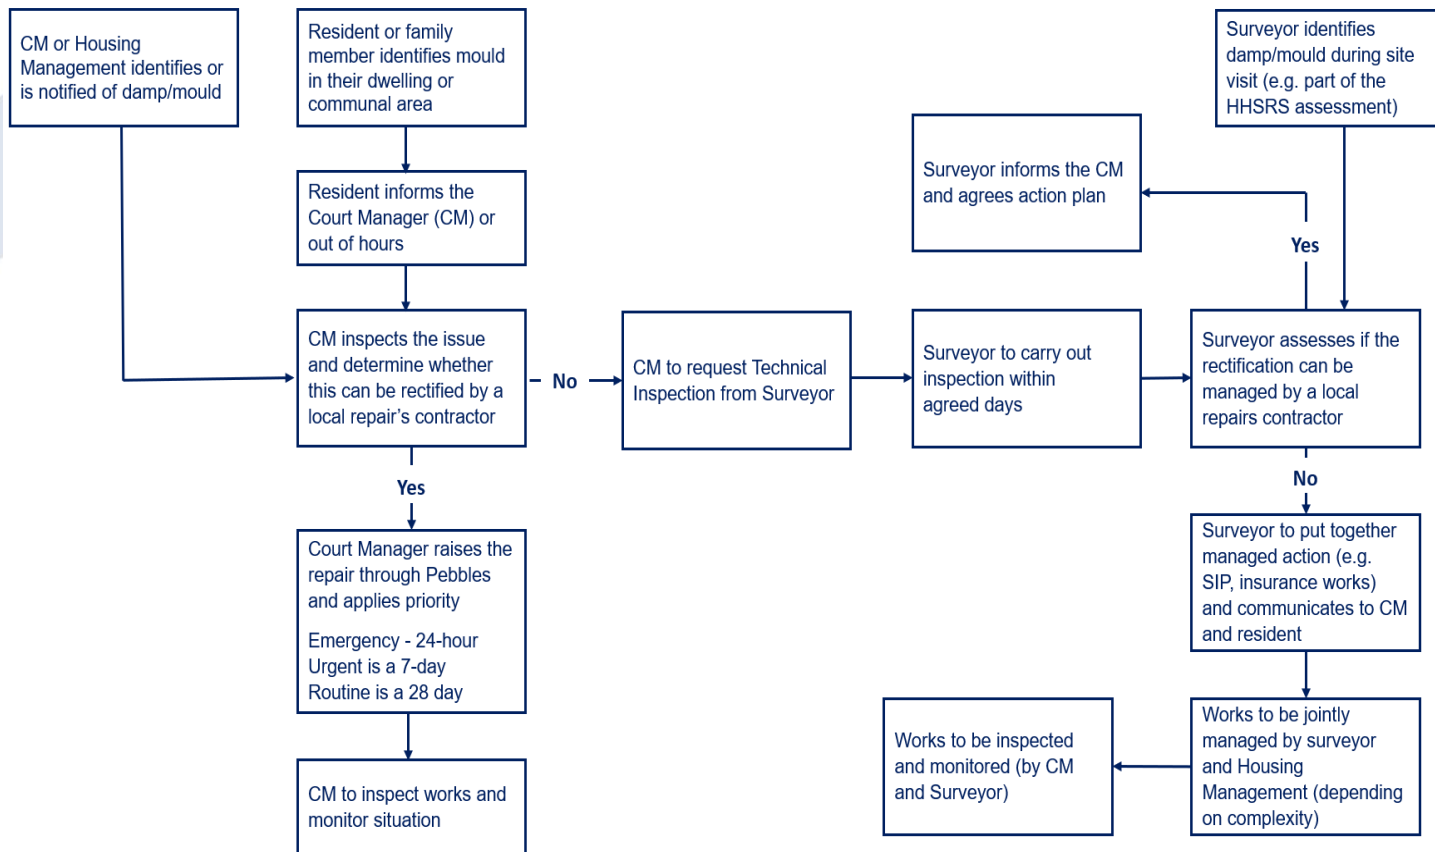 CM or Housing
Management identifies or
is notified of damp/mould
Resident or family
member identifies mould
in their dwelling or
communal area
Surveyor identifies
damp/mould during site
visit (e.g. part of the
HHSRS assessment)
Resident informs the
Court Manager (CM) or
out of hours
Surveyor informs the CM
and agrees action plan
Yes
CM inspects the issue
and determine whether
this can be rectified by a
local repair’s contractor
No
CM to request Technical
Inspection from Surveyor
Surveyor to carry out
inspection within
agreed days
Surveyor assesses if the
rectification can be
managed by a local
repairs contractor
Yes
No
Court Manager raises the
repair through Pebbles
and applies priority
Emergency - 24-hour
Urgent is a 7-day
Routine is a 28 day
Surveyor to put together
managed action (e.g.
SIP, insurance works)
and communicates to CM
and resident
CM to inspect works and
monitor situation
Works to be inspected
and monitored (by CM
and Surveyor)
Works to be jointly
managed by surveyor
and Housing
Management (depending
on complexity)